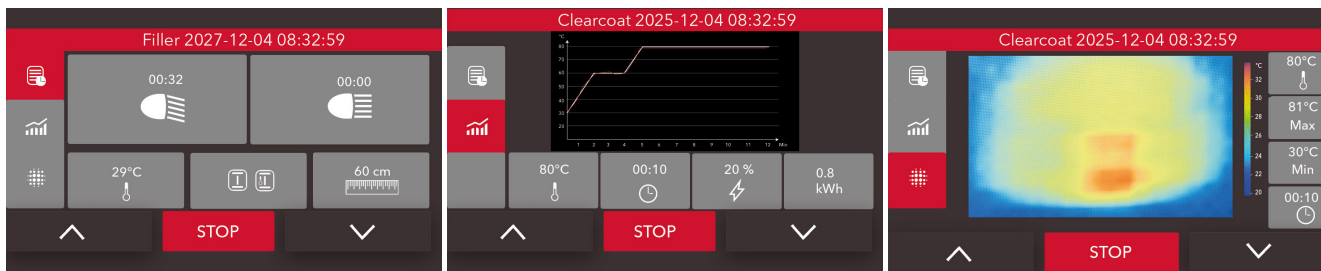 Filler 2027-12-04 08:32:59
00:32
00:00
29°C
60 cm
STOP
Clearcoat 2025-12-04 08:32:59
°C
80
70
60
50
40
30
20
1 2 3 4 5 6 7 8 9 10 11 12 Min
80°C
00:10
20 %
0.8
kWh
STOP
Clearcoat 2025-12-04 08:32:59
°C
32
30
28
26
24
22
20
80°C
81°C
Max
30°C
Min
00:10
STOP